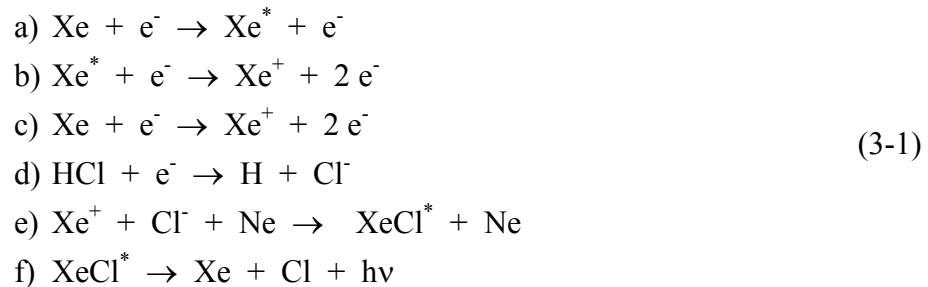 a) Xe + e⁻ → Xe* + e⁻
b) Xe* + e⁻ → Xe⁺ + 2 e⁻
c) Xe + e⁻ → Xe⁺ + 2 e⁻
(3-1)
d) HCl + e⁻ → H + Cl⁻
e) Xe⁺ + Cl⁻ + Ne → XeCl* + Ne
f) XeCl* → Xe + Cl + hν